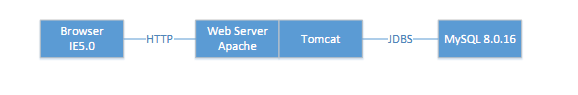 Browser
IE5.0
HTTP
Web Server
Apache
Tomcat
JDBS
MySQL 8.0.16